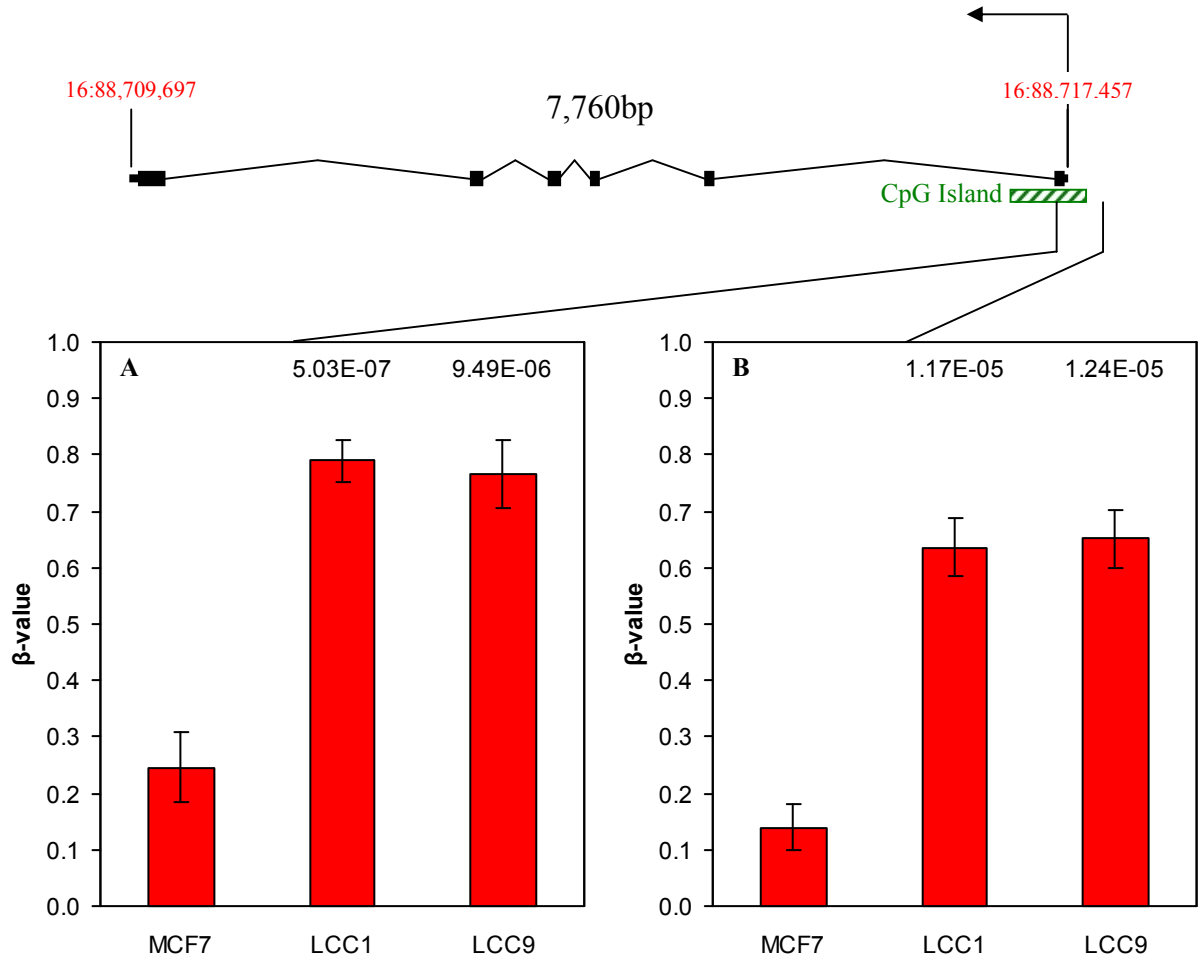 16:88,709,697
7,760bp
16:88,717,457
CpG Island
A
5.03E-07 9.49E-06
1.0
0.9
0.8
0.7
0.6
0.5
0.4
0.3
0.2
0.1
0.0
β-value
MCF7 LCC1 LCC9
B
1.17E-05 1.24E-05
1.0
0.9
0.8
0.7
0.6
0.5
0.4
0.3
0.2
0.1
0.0
β-value
MCF7 LCC1 LCC9